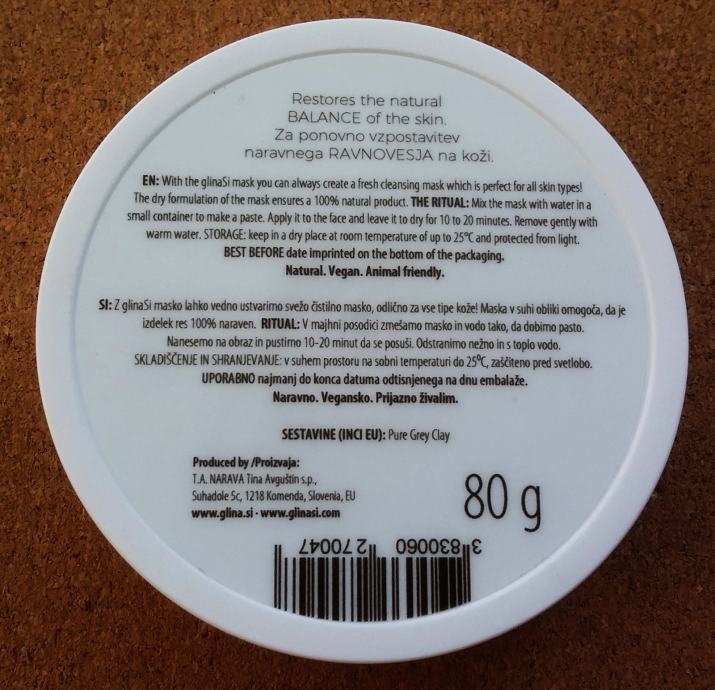 Restores the natural
BALANCE of the skin.
Za ponovno vzpostavitev
naravnega RAVNOVESJA na koži.
EN: With the glinaSi mask you can always create a fresh cleansing mask which is perfect for all skin types!
The dry formulation of the mask ensures a 100% natural product. THE RITUAL: Mix the mask with water in a
small container to make a paste. Apply it to the face and leave it to dry for 10 to 20 minutes. Remove gently with
warm water. STORAGE: keep in a dry place at room temperature of up to 25°C and protected from light.
BEST BEFORE date imprinted on the bottom of the packaging.
Natural. Vegan. Animal friendly.
SI: Z glinaSi masko lahko vedno ustvarimo svežo čistilno masko, odlično za vse tipe kože! Maska v suhi obliki omogoča, da je
izdelek res 100% naraven. RITUAL: V majhni posodici zmešamo masko in vodo tako, da dobimo pasto.
Nanesemo na obraz in pustimo 10-20 minut da se posuši. Odstranimo nežno in s toplo vodo.
SKLADIŠČENJE IN SHRANJEVANJE: v suhem prostoru na sobni temperaturi do 25°C, zaščiteno pred svetlobo.
UPORABNO najmanj do konca datuma odtisnjenega na dnu embalaže.
Naravno. Vegansko. Prijazno živalim.
SESTAVINE (INCI EU): Pure Grey Clay
Produced by /Proizvaja:
T.A. NARAVA Tina Avguštin s.p.,
Suhadole 5c, 1218 Komenda, Slovenia, EU
www.glina.si · www.glinasi.com
80 g
3 830060 270047